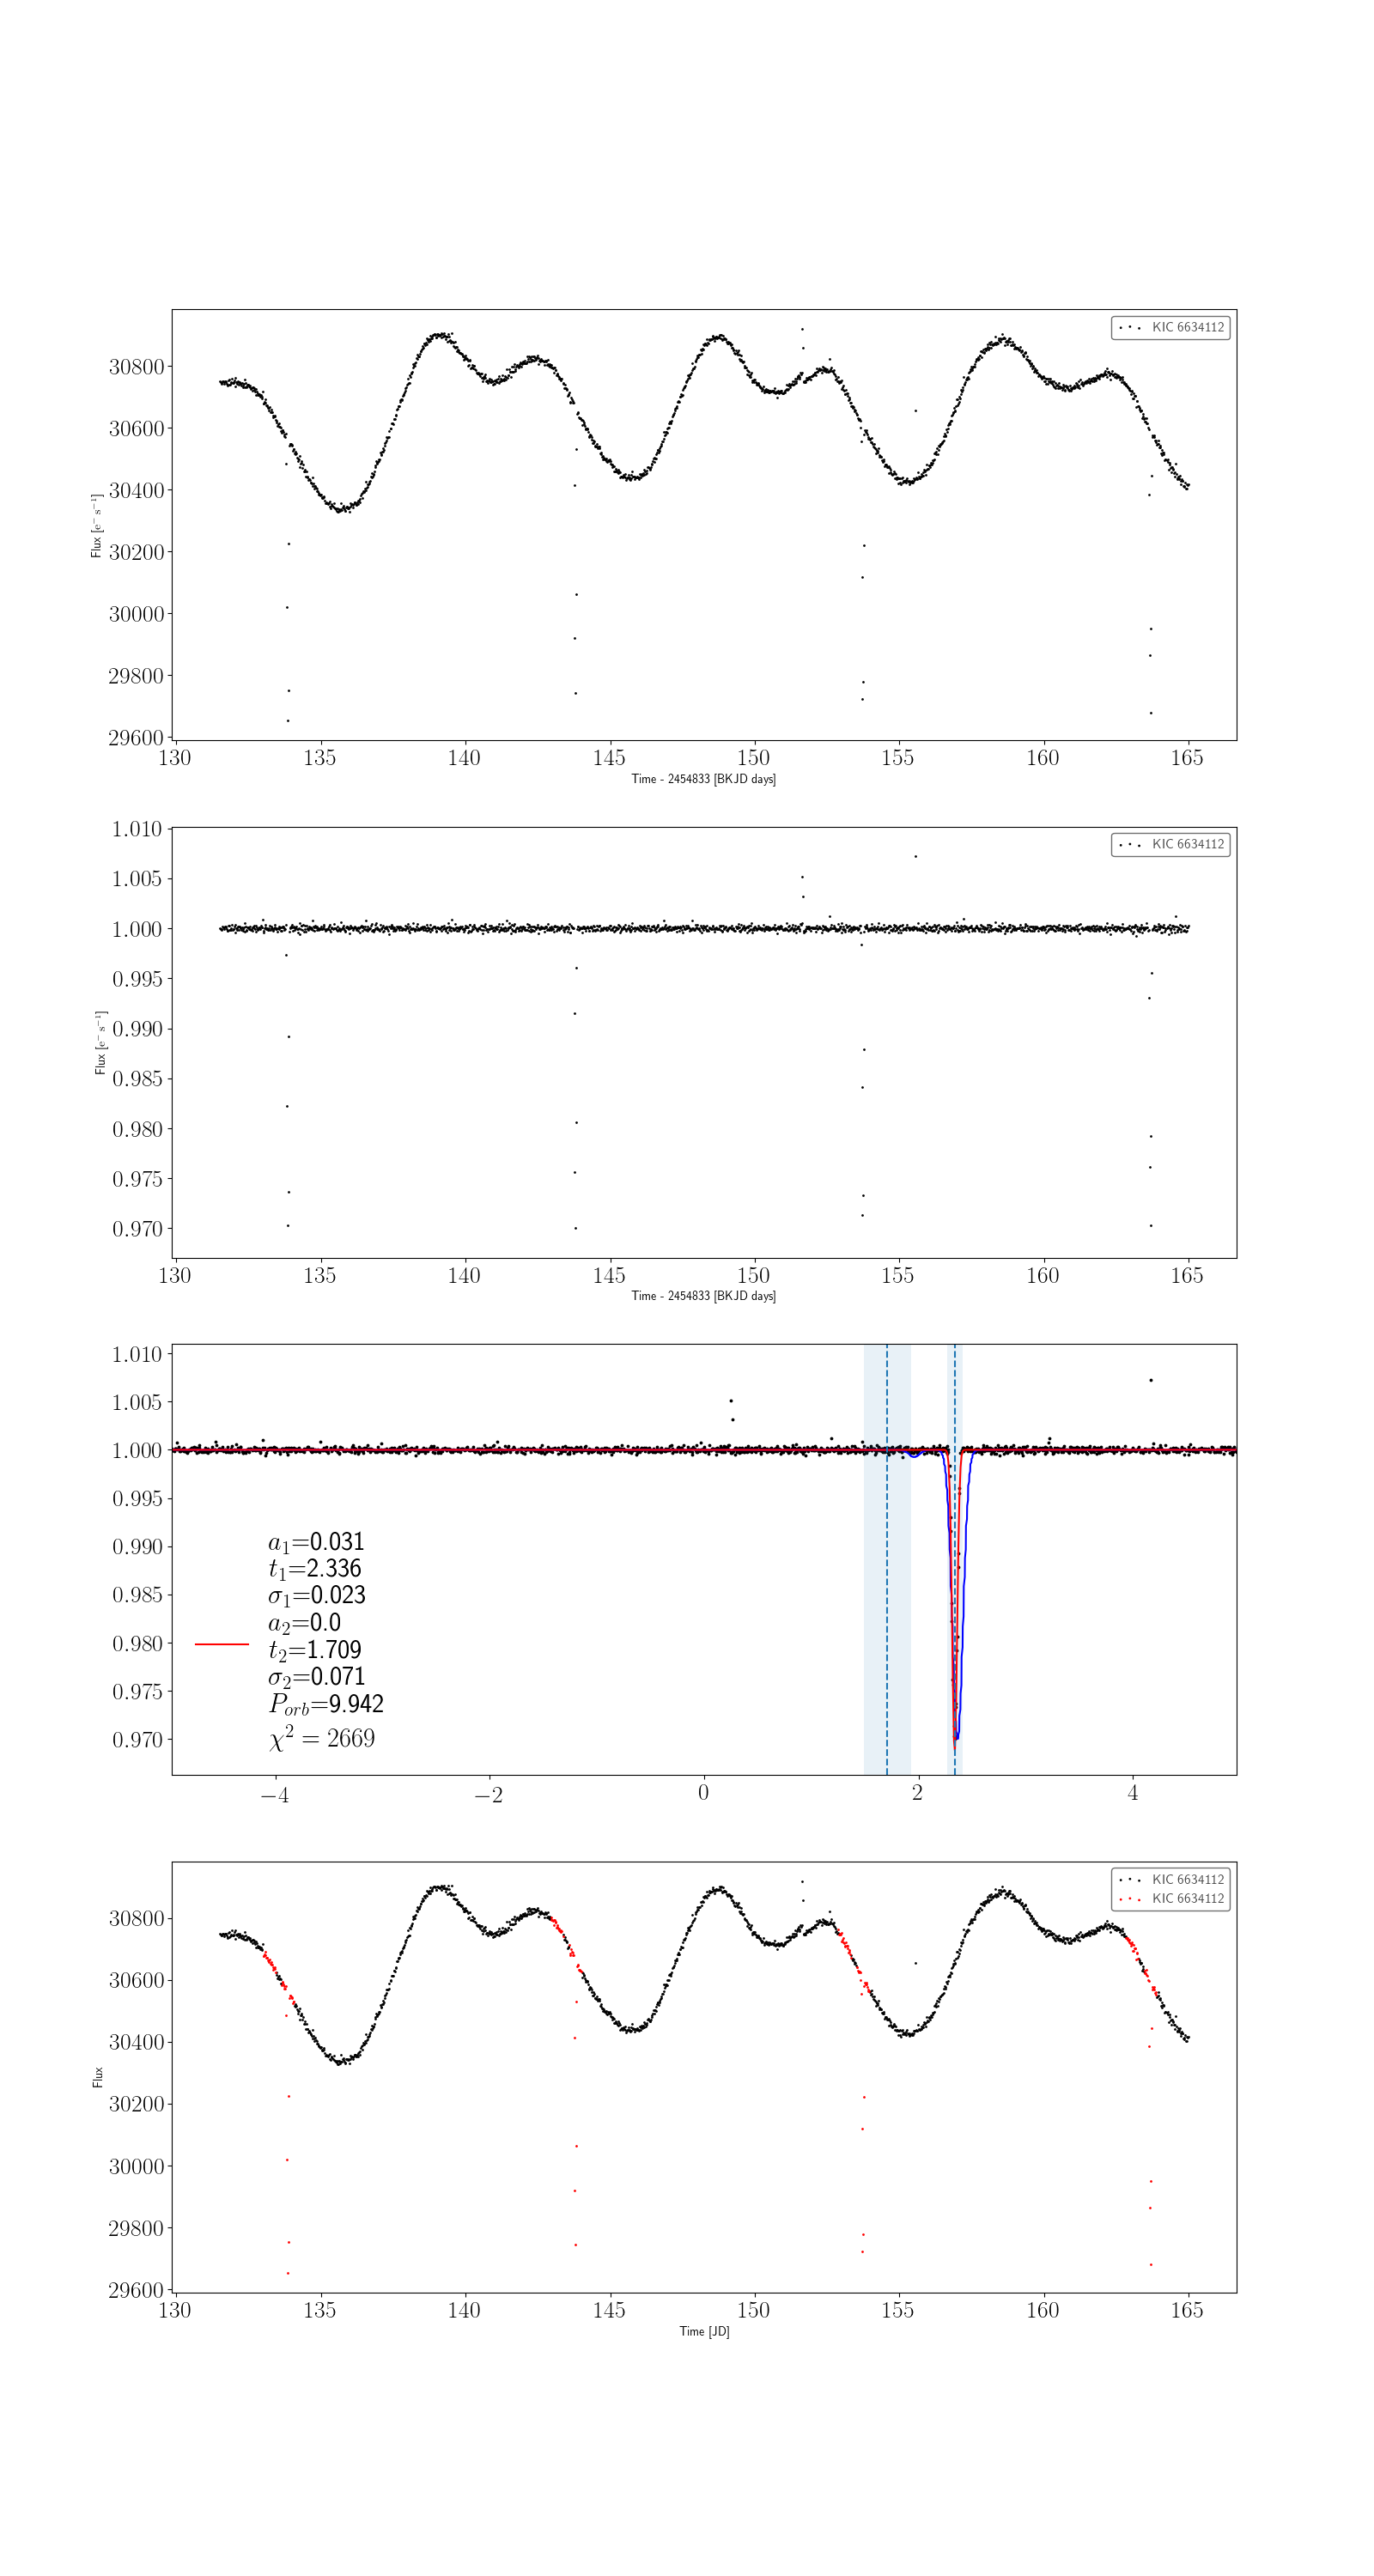 KIC 6634112
30800
30600
30400
30200
30000
29800
29600
Flux [e⁻ s⁻¹]
130 135 140 145 150 155 160 165
Time - 2454833 [BKJD days]
KIC 6634112
1.010
1.005
1.000
0.995
0.990
0.985
0.980
0.975
0.970
Flux [e⁻ s⁻¹]
130 135 140 145 150 155 160 165
Time - 2454833 [BKJD days]
1.010
1.005
1.000
0.995
0.990
0.985
0.980
0.975
0.970
a₁=0.031
t₁=2.336
σ₁=0.023
a₂=0.0
t₂=1.709
σ₂=0.071
P_orb=9.942
χ² = 2669
−4 −2 0 2 4
KIC 6634112
KIC 6634112
30800
30600
30400
30200
30000
29800
29600
Flux
130 135 140 145 150 155 160 165
Time [JD]